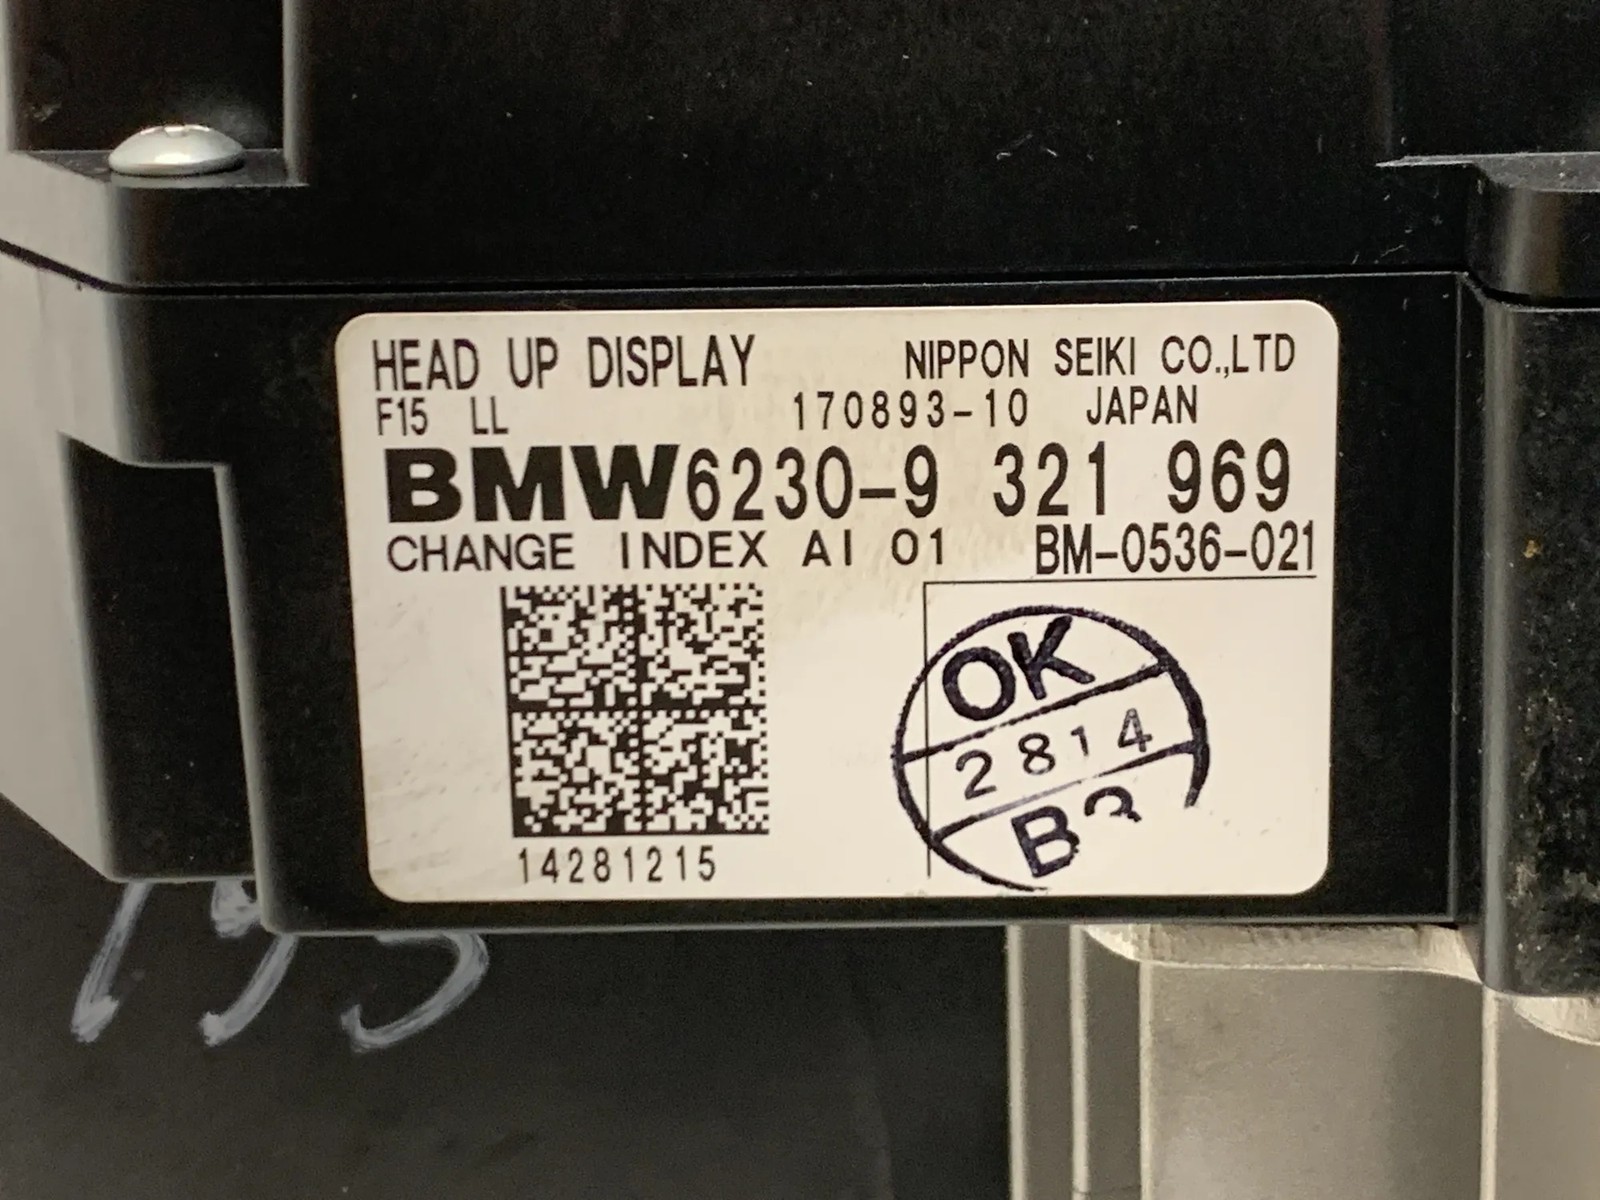 HEAD UP DISPLAY NIPPON SEIKI CO.,LTD
F15 LL 170893-10 JAPAN
BMW6230-9 321 969
CHANGE INDEX AI 01 BM-0536-021
OK
2814
14281215